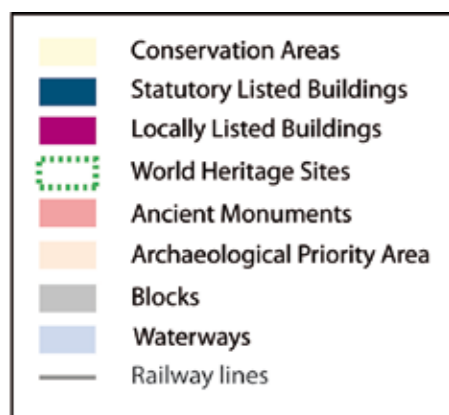 Conservation Areas
Statutory Listed Buildings
Locally Listed Buildings
World Heritage Sites
Ancient Monuments
Archaeological Priority Area
Blocks
Waterways
Railway lines